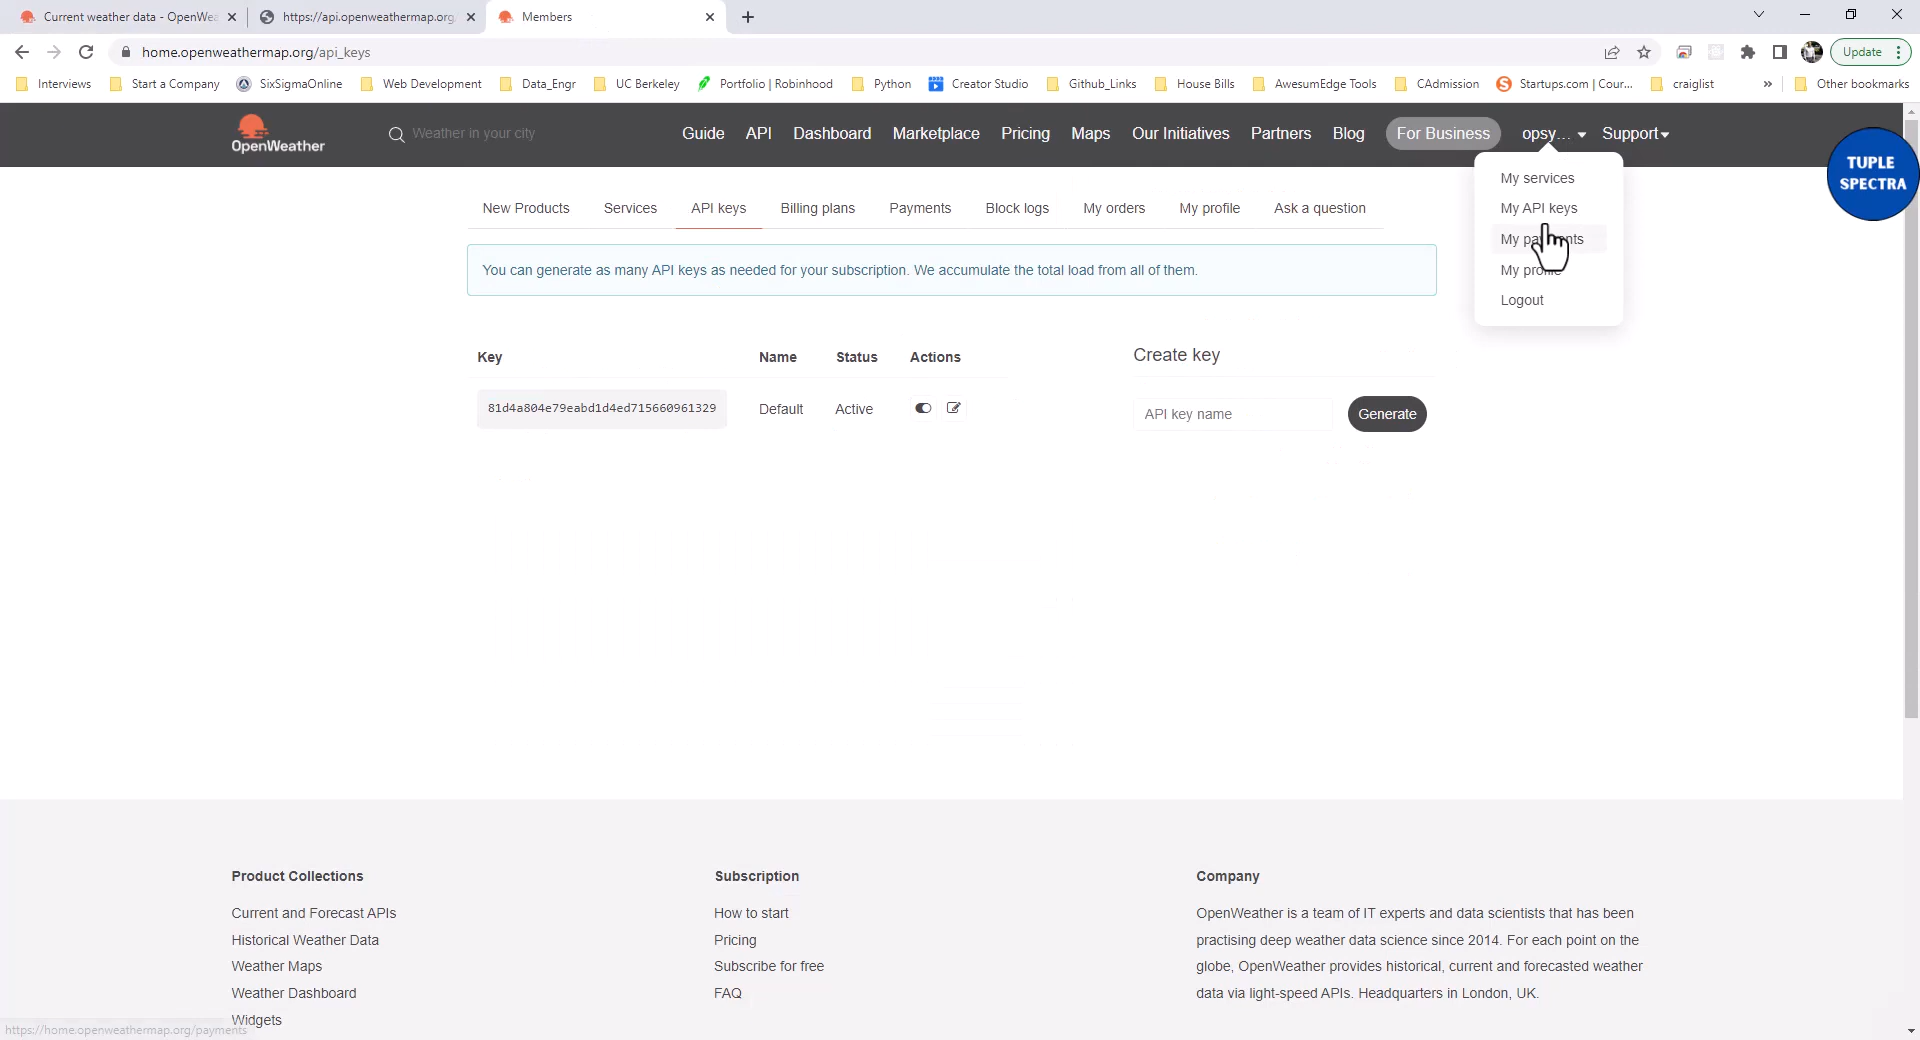 Current weather data - OpenWea
https://api.openweathermap.org
Members
home.openweathermap.org/api_keys
Update
Interviews
Start a Company
SixSigmaOnline
Web Development
Data_Engr
UC Berkeley
Portfolio | Robinhood
Python
Creator Studio
Github_Links
House Bills
AwesumEdge Tools
CAdmission
Startups.com | Cour...
craiglist
»
Other bookmarks
OpenWeather
Weather in your city
Guide
API
Dashboard
Marketplace
Pricing
Maps
Our Initiatives
Partners
Blog
For Business
opsy...
Support
TUPLE
SPECTRA
My services
My API keys
My
My
Logout
New Products
Services
API keys
Billing plans
Payments
Block logs
My orders
My profile
Ask a question
You can generate as many API keys as needed for your subscription. We accumulate the total load from all of them.
Key
Name
Status
Actions
81d4a804e79eabd1d4ed715660961329
Default
Active
Create key
API key name
Generate
Product Collections
Current and Forecast APIs
Historical Weather Data
Weather Maps
Weather Dashboard
Widgets
Subscription
How to start
Pricing
Subscribe for free
FAQ
Company
OpenWeather is a team of IT experts and data scientists that has been
practising deep weather data science since 2014. For each point on the
globe, OpenWeather provides historical, current and forecasted weather
data via light-speed APIs. Headquarters in London, UK.
https://home.openweathermap.org/payments